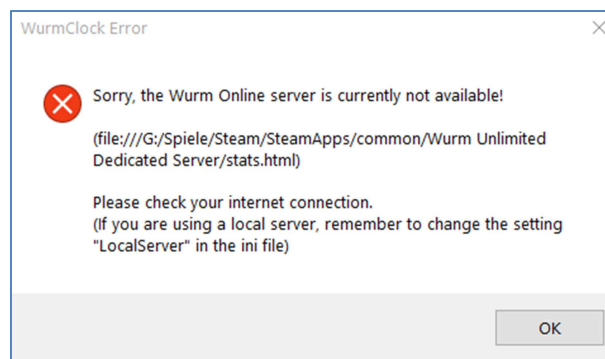 WurmClock Error
Sorry, the Wurm Online server is currently not available!
(file:///G:/Spiele/Steam/SteamApps/common/Wurm Unlimited
Dedicated Server/stats.html)
Please check your internet connection.
(If you are using a local server, remember to change the setting
"LocalServer" in the ini file)
OK